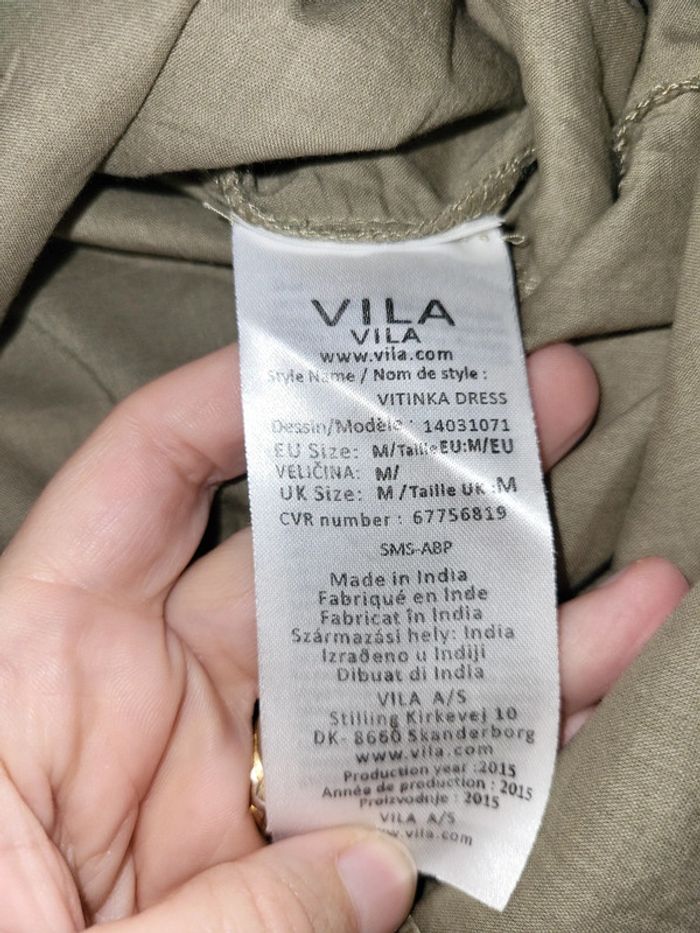 VILA
VILA
www.vila.com
Style Name / Nom de style :
VITINKA DRESS
Dessin/Modèle : 14031071
EU Size: M/Taille EU:M/EU
VELIČINA: M/
UK Size: M /Taille UK :M
CVR number : 67756819
SMS-ABP
Made in India
Fabriqué en Inde
Fabricat în India
Származási hely: India
Izrađeno u Indiji
Dibuat di India
VILA A/S
Stilling Kirkevej 10
DK- 8660 Skanderborg
www.vila.com
Production year :2015
Année de production : 2015
Proizvodnje : 2015
VILA A/S
www.vila.com